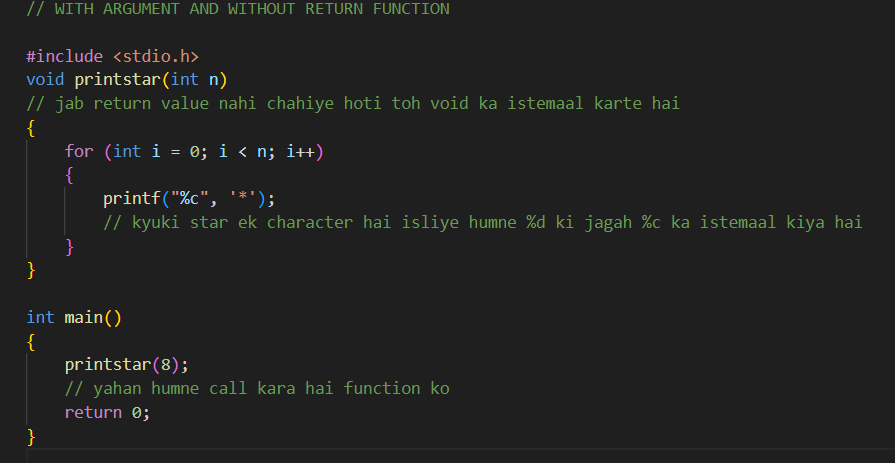 // WITH ARGUMENT AND WITHOUT RETURN FUNCTION
#include <stdio.h>
void printstar(int n)
// jab return value nahi chahiye hoti toh void ka istemaal karte hai
{
    for (int i = 0; i < n; i++)
    {
        printf("%c", '*');
        // kyuki star ek character hai isliye humne %d ki jagah %c ka istemaal kiya hai
    }
}
int main()
{
    printstar(8);
    // yahan humne call kara hai function ko
    return 0;
}